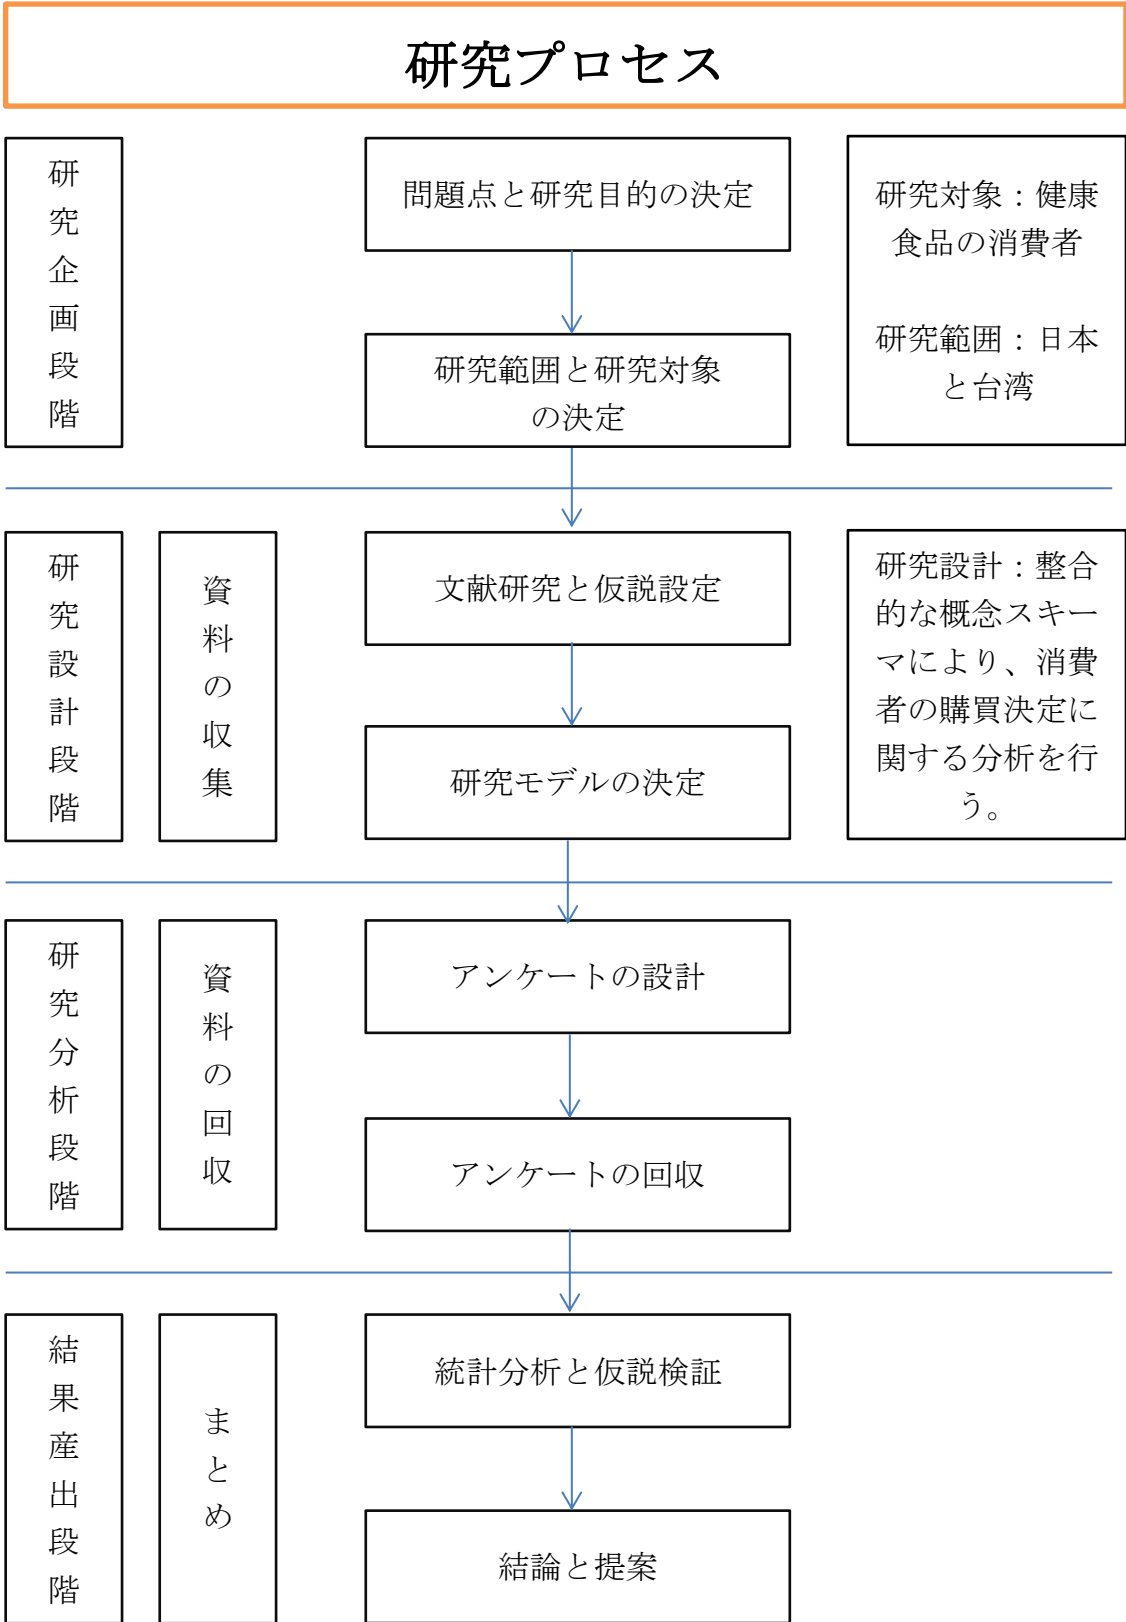 研究プロセス
研究企画段階
問題点と研究目的の決定
研究範囲と研究対象
の決定
研究対象：健康
食品の消費者
研究範囲：日本
と台湾
研究設計段階
資料の収集
文献研究と仮説設定
研究モデルの決定
研究設計：整合
的な概念スキー
マにより、消費
者の購買決定に
関する分析を行
う。
研究分析段階
資料の回収
アンケートの設計
アンケートの回収
結果産出段階
まとめ
統計分析と仮説検証
結論と提案